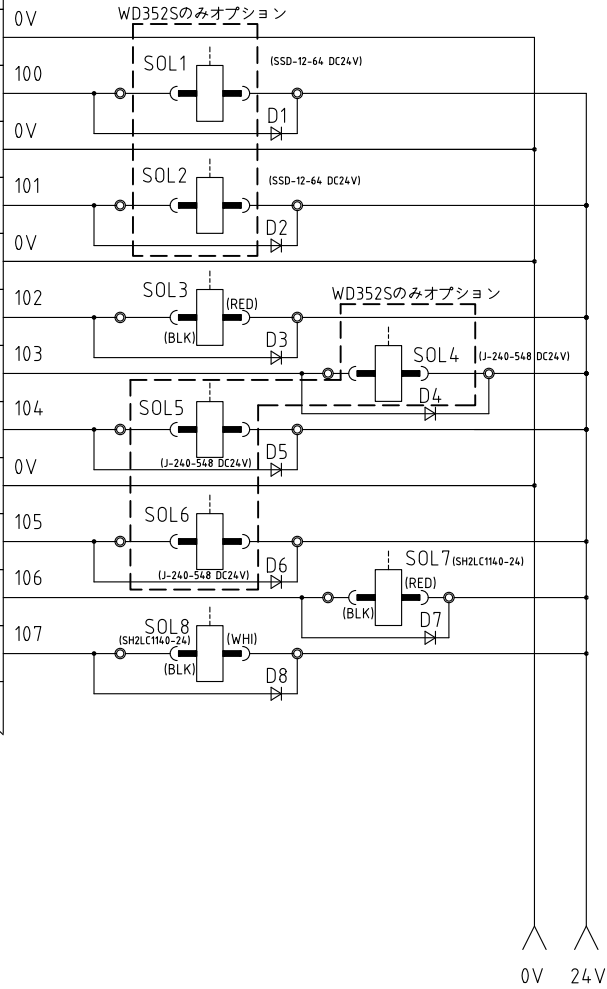 WD352Sのみオプション
0V
SOL1 (SSD-12-64 DC24V)
100
D1
0V
SOL2 (SSD-12-64 DC24V)
101
D2
0V
SOL3
102 (RED)
WD352Sのみオプション
(BLK) D3
103 SOL4 (J-240-548 DC24V)
D4
104 SOL5
D5
(J-240-548 DC24V)
0V
105 SOL6
D6
(J-240-548 DC24V)
SOL7(SH2LC1140-24)
106 (RED)
(BLK) D7
107 SOL8
(SH2LC1140-24) (WHI)
(BLK) D8
0V 24V